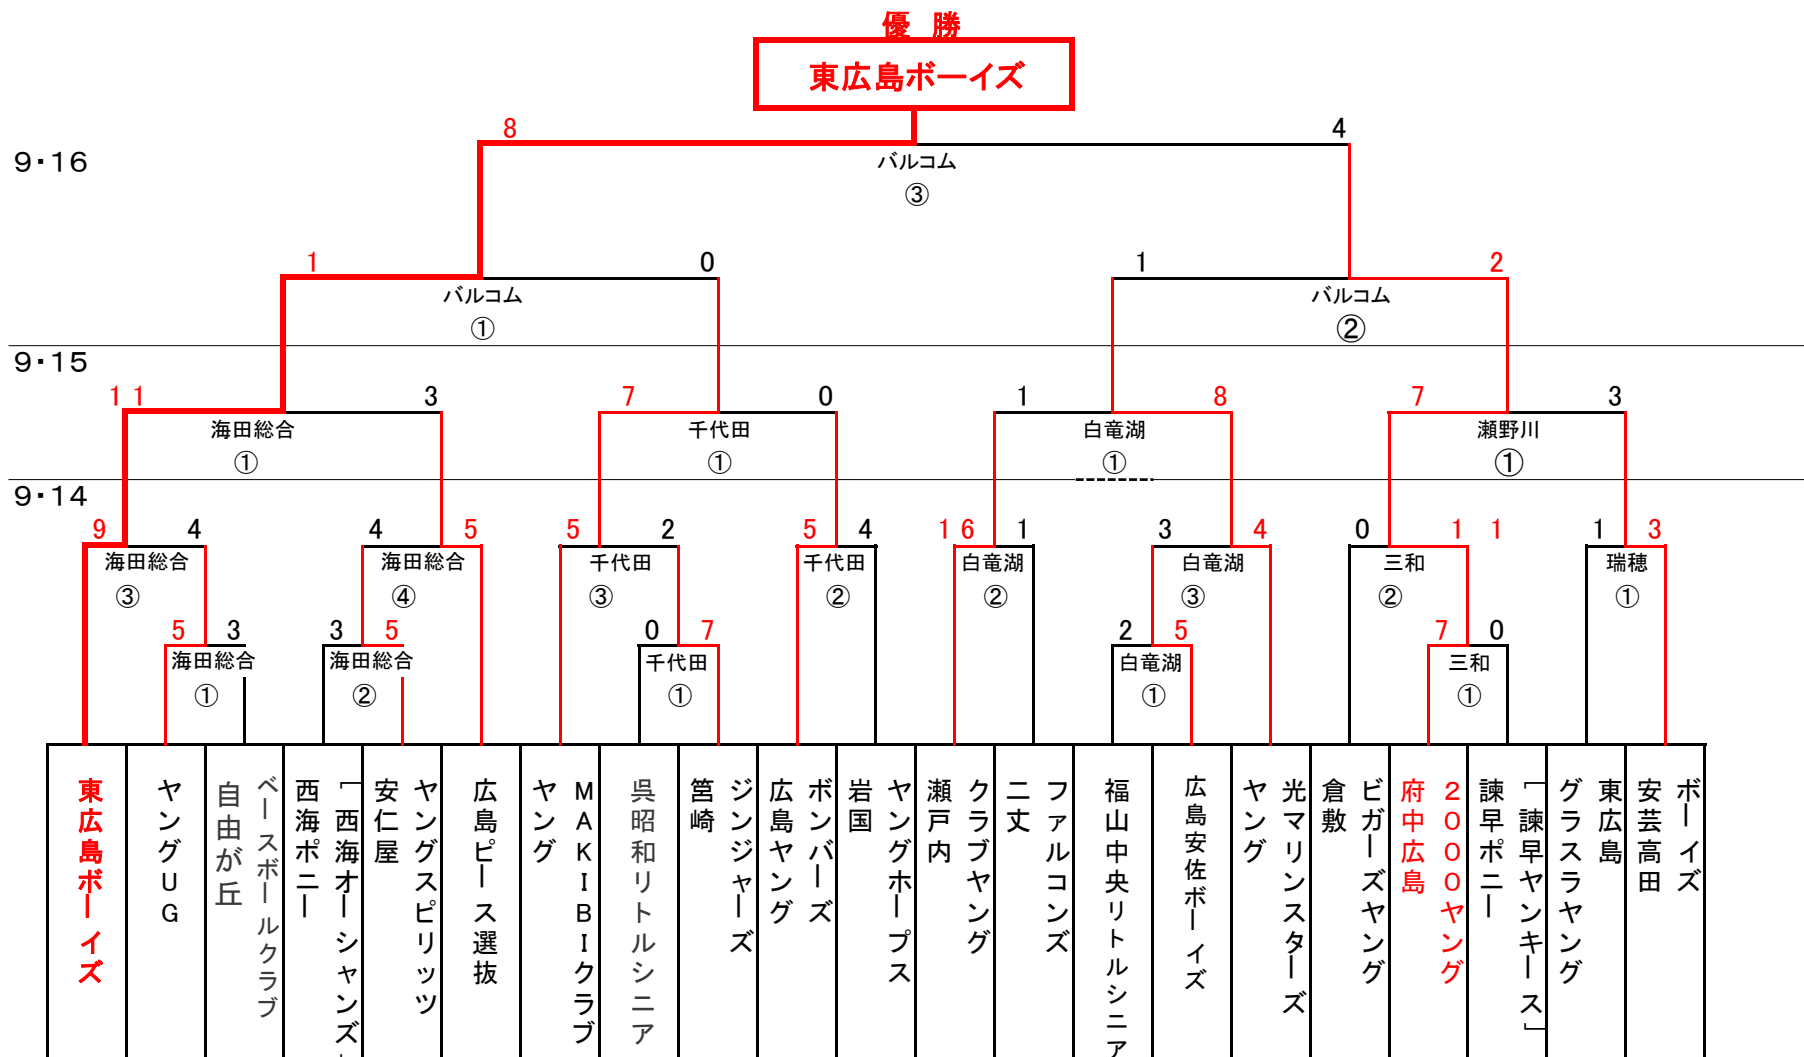 優 勝
東広島ボーイズ
8 4
9・16
バルコム
③
1 0 1 2
バルコム バルコム
① ②
9・15
11 3 7 0 1 8 7 3
海田総合 千代田 白竜湖 瀬野川
① ① ① ①
9・14
9 4 4 5 5 2 5 4 16 1 3 4 0 11 1 3
海田総合 海田総合 千代田 千代田 白竜湖 白竜湖 三和 瑞穂
③ ④ ③ ② ② ③ ② ①
5 3 3 5 0 7 2 5 7 0
海田総合 海田総合 千代田 白竜湖 三和
① ② ① ① ①
東広島ボーイズ
ヤングUG
自由が丘
ベースボールクラブ
西海ポニー
「西海オーシャンズ」
安仁屋
ヤングスピリッツ
広島ピース選抜
ヤング
MAKIBIクラブ
呉昭和リトルシニア
筥崎
ジンジャーズ
広島ヤング
ボンバーズ
岩国
ヤングホープス
瀬戸内
クラブヤング
二丈
ファルコンズ
福山中央リトルシニア
広島安佐ボーイズ
ヤング
光マリンスターズ
倉敷
ビガーズヤング
府中広島
2000ヤング
諫早ポニー
「諫早ヤンキース」
グラスラヤング
東広島
安芸高田
ボーイズ